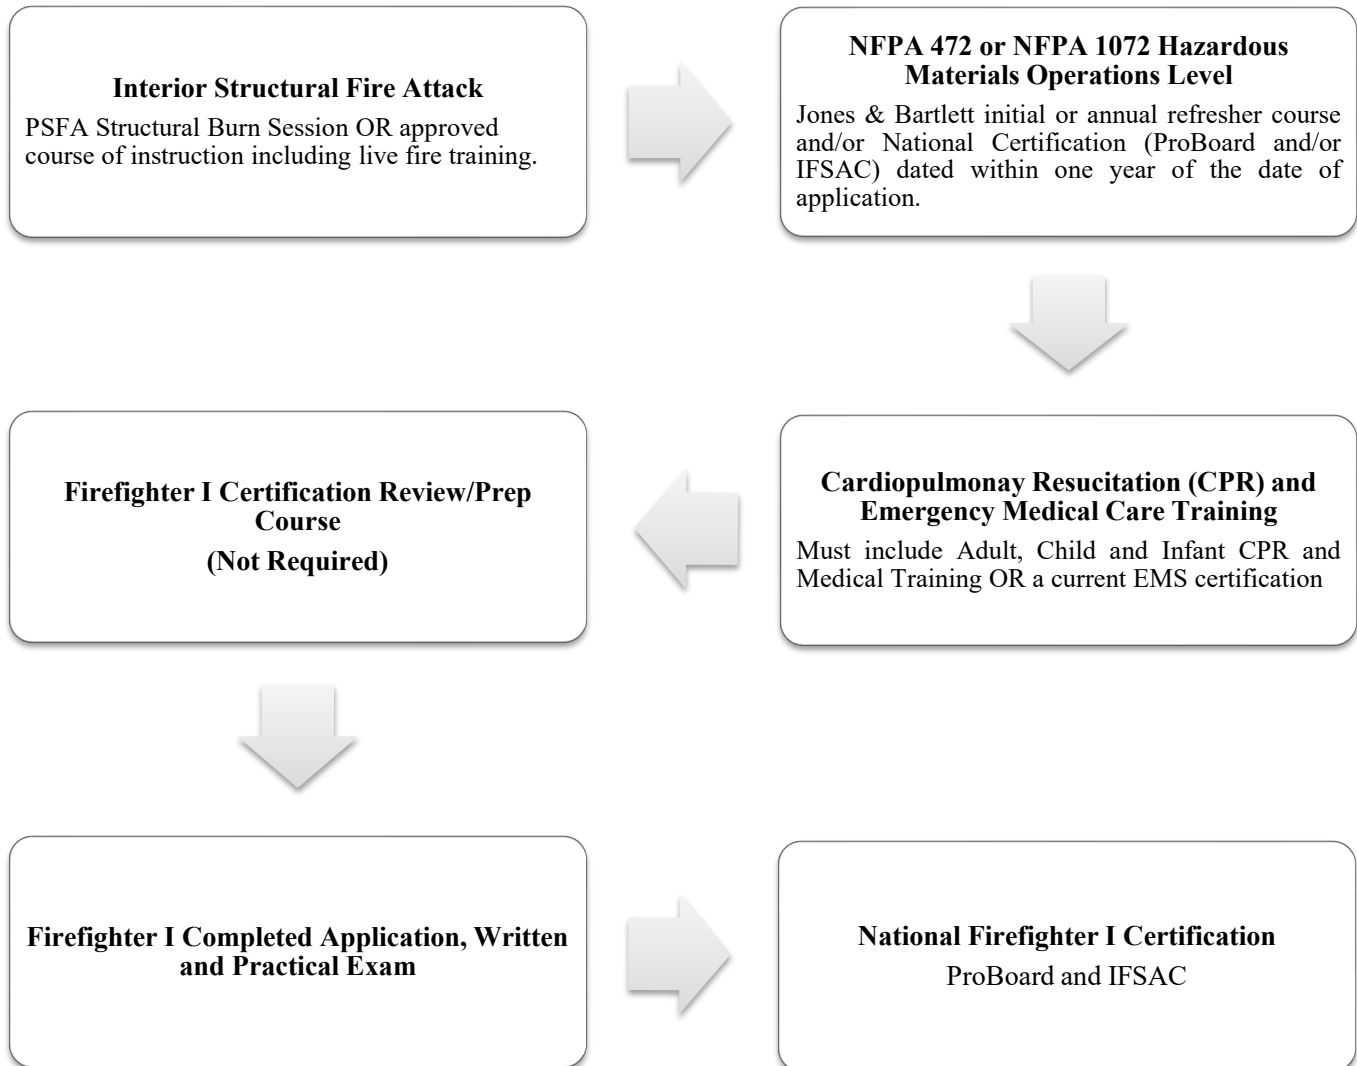 Interior Structural Fire Attack
PSFA Structural Burn Session OR approved
course of instruction including live fire training.
NFPA 472 or NFPA 1072 Hazardous
Materials Operations Level
Jones & Bartlett initial or annual refresher course
and/or National Certification (ProBoard and/or
IFSAC) dated within one year of the date of
application.
Cardiopulmonay Resucitation (CPR) and
Emergency Medical Care Training
Must include Adult, Child and Infant CPR and
Medical Training OR a current EMS certification
Firefighter I Certification Review/Prep
Course
(Not Required)
Firefighter I Completed Application, Written
and Practical Exam
National Firefighter I Certification
ProBoard and IFSAC